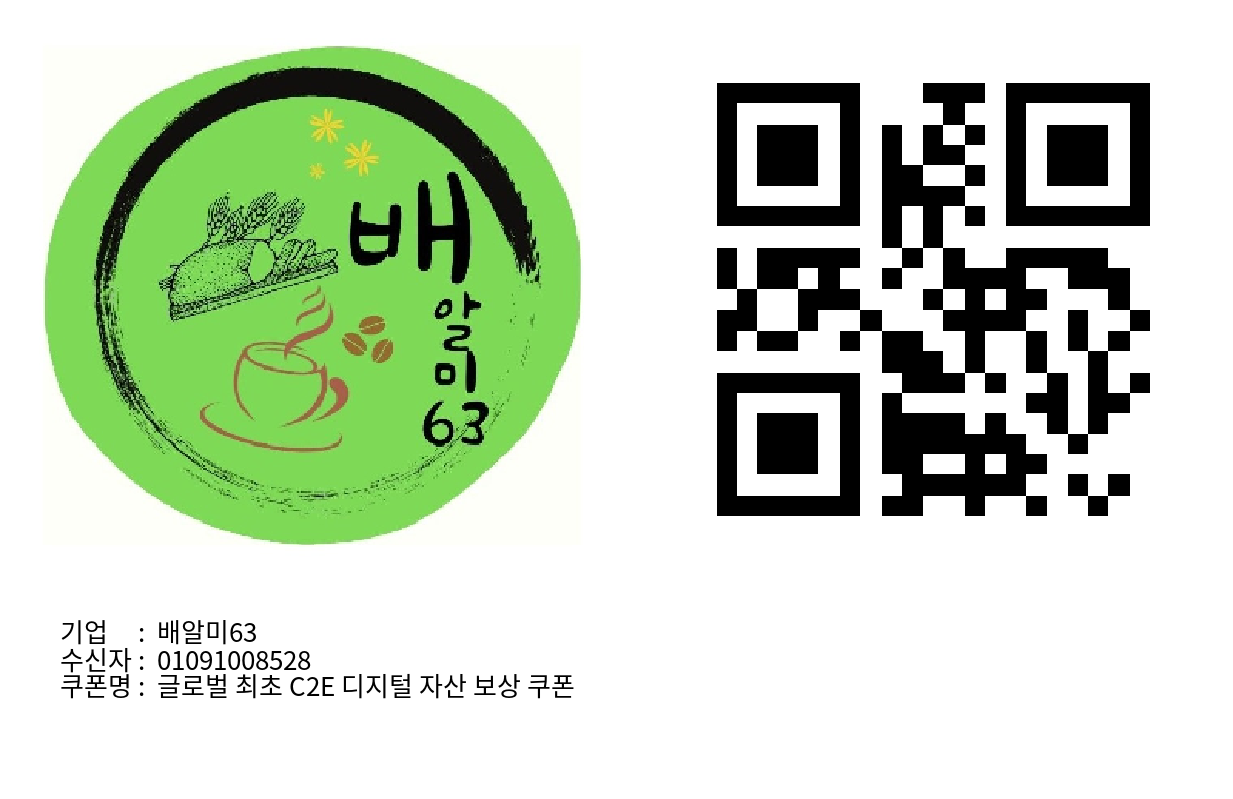 배
알
미
63
기업 : 배알미63
수신자 : 01091008528
쿠폰명 : 글로벌 최초 C2E 디지털 자산 보상 쿠폰